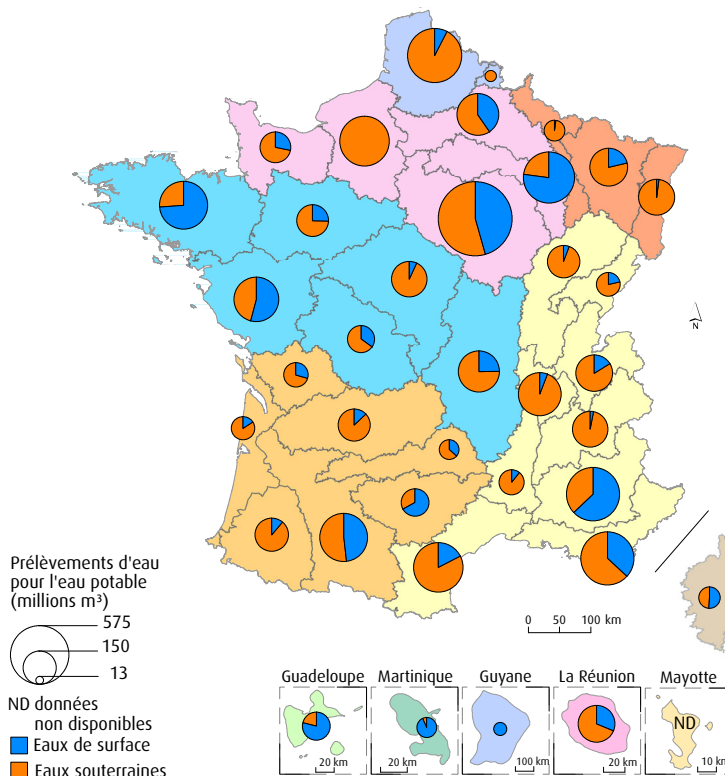 N
Prélèvements d'eau
pour l'eau potable
(millions m³)
575
150
13
ND données
non disponibles
Eaux de surface
Eaux souterraines
0 50 100 km
Guadeloupe
Martinique
Guyane
La Réunion
Mayotte
ND
20 km
20 km
100 km
20 km
10 km